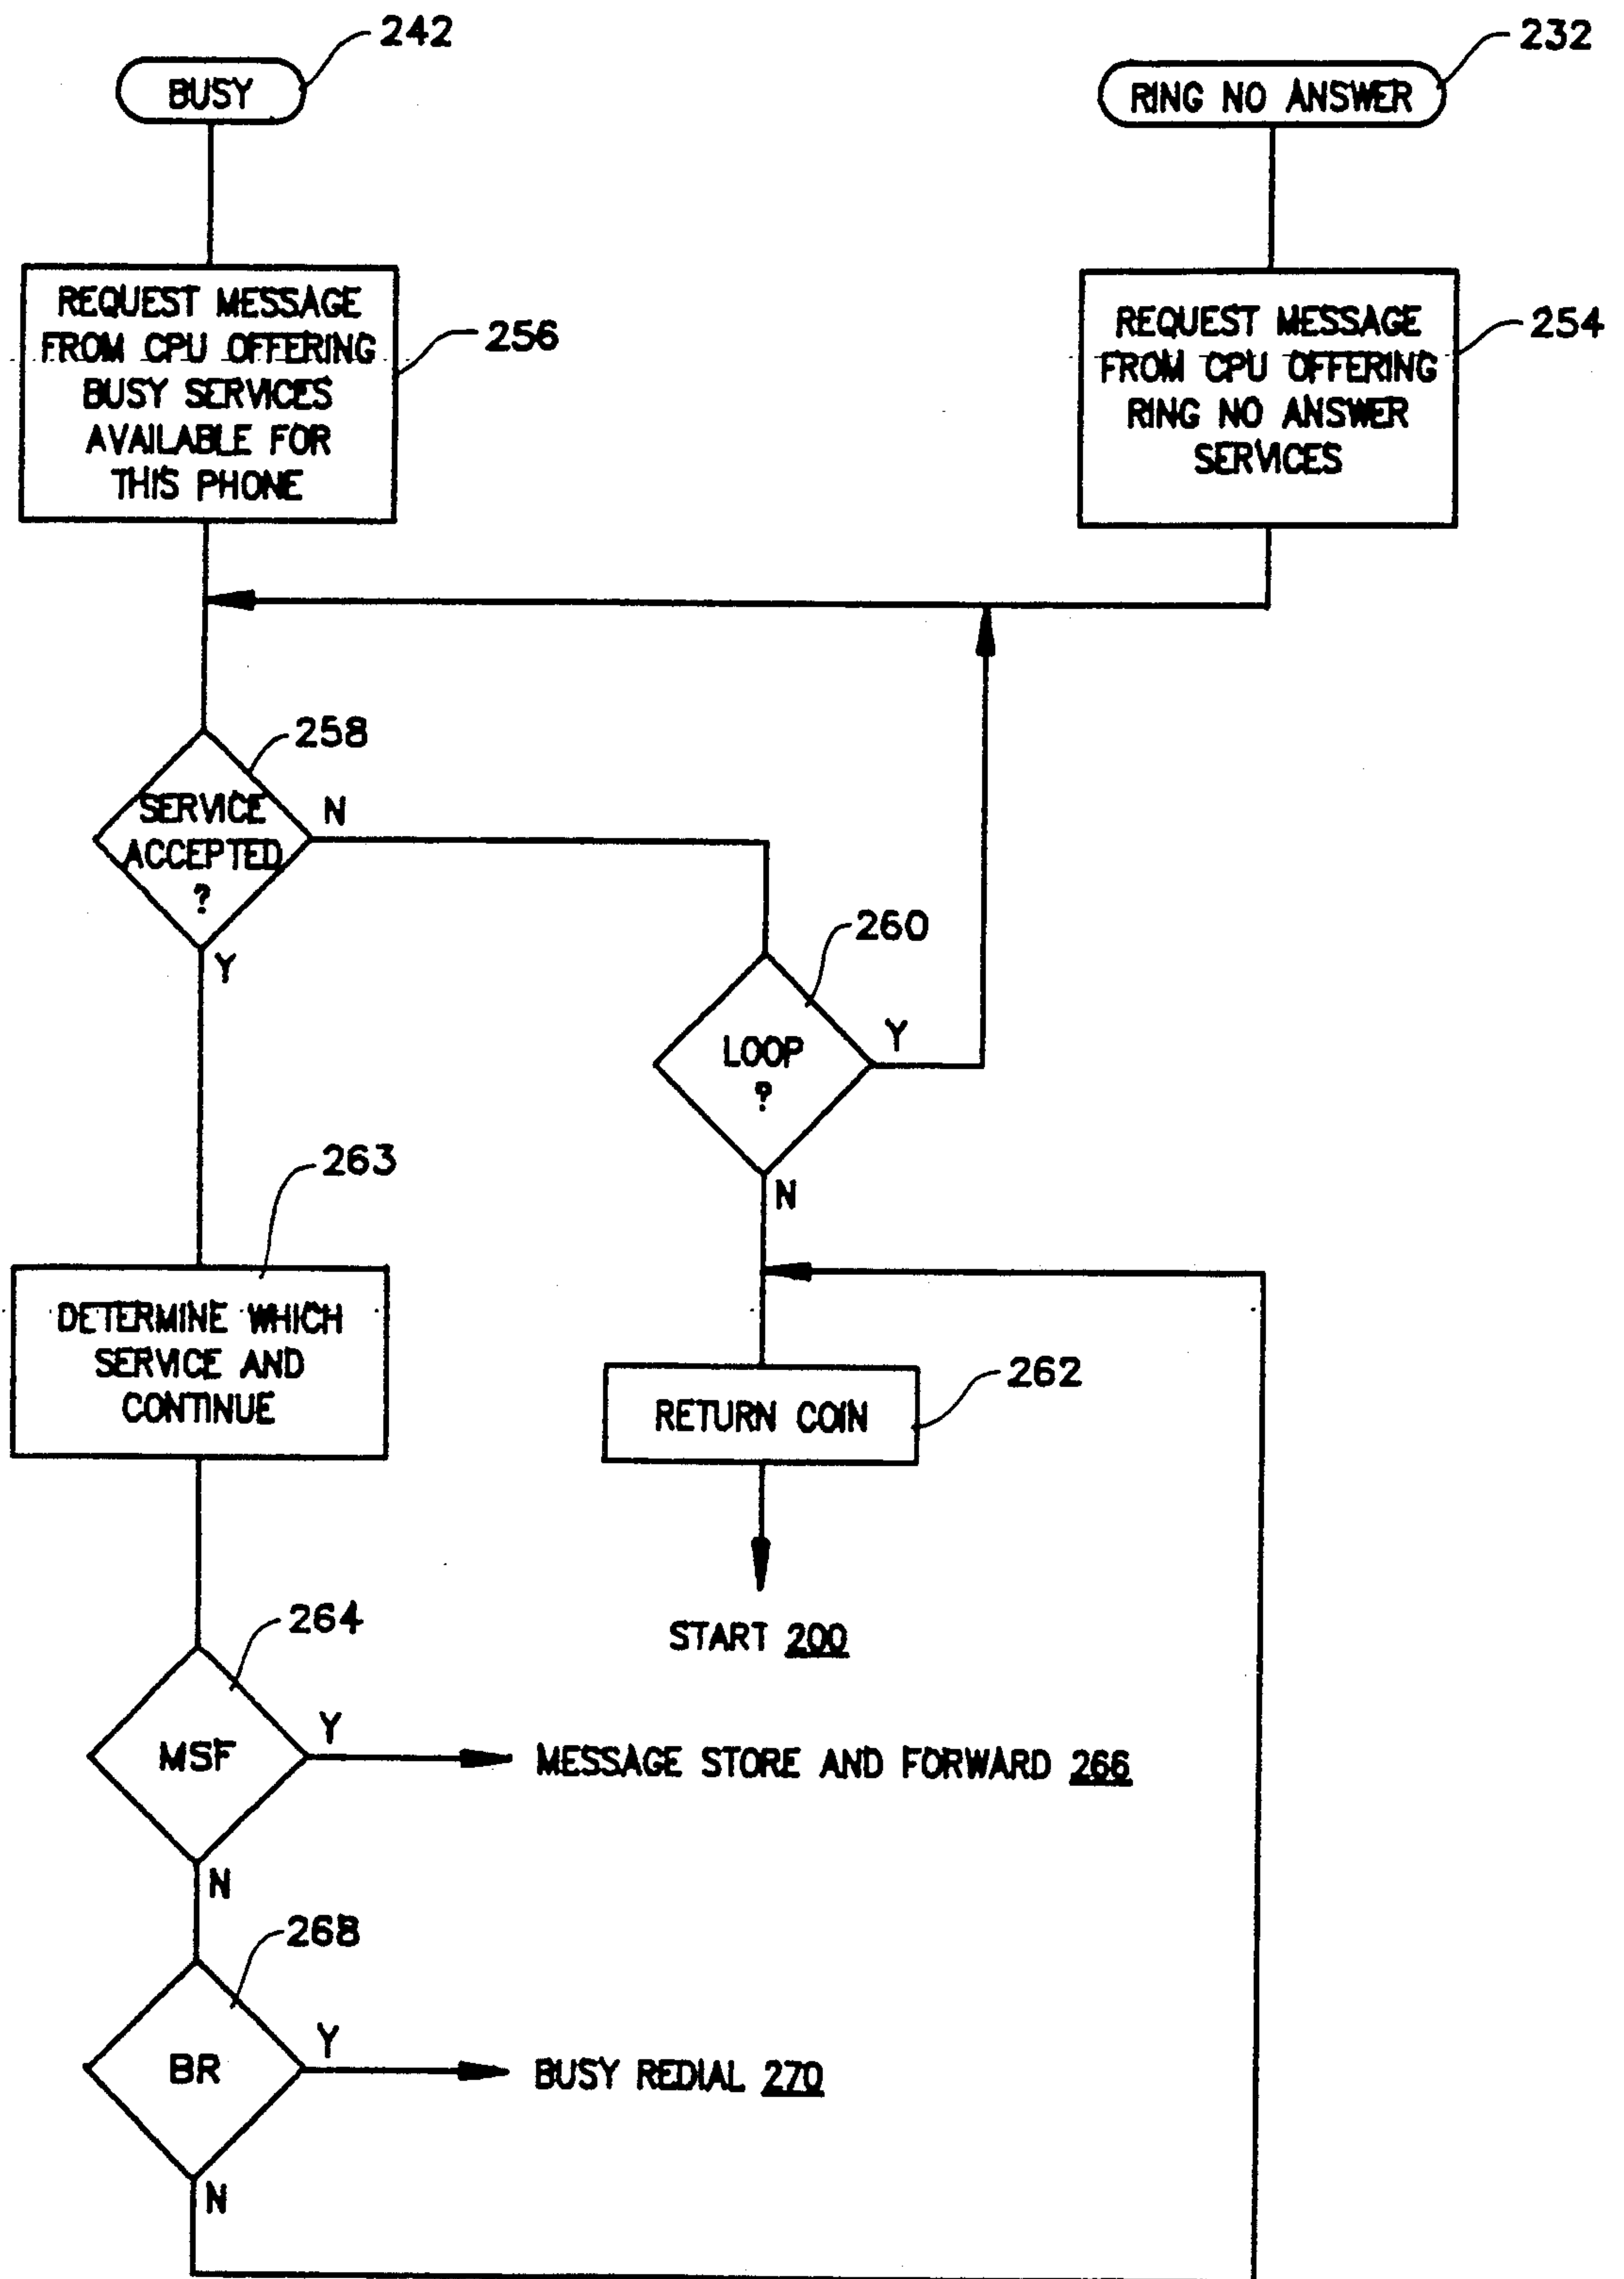 242
BUSY
232
RING NO ANSWER
REQUEST MESSAGE
FROM CPU OFFERING
BUSY SERVICES
AVAILABLE FOR
THIS PHONE
256
REQUEST MESSAGE
FROM CPU OFFERING
RING NO ANSWER
SERVICES
254
258
SERVICE
ACCEPTED
?
N
Y
260
LOOP
?
Y
N
263
DETERMINE WHICH
SERVICE AND
CONTINUE
RETURN COIN
262
START 200
264
MSF
Y
MESSAGE STORE AND FORWARD 266
N
268
BR
Y
BUSY REDIAL 270
N